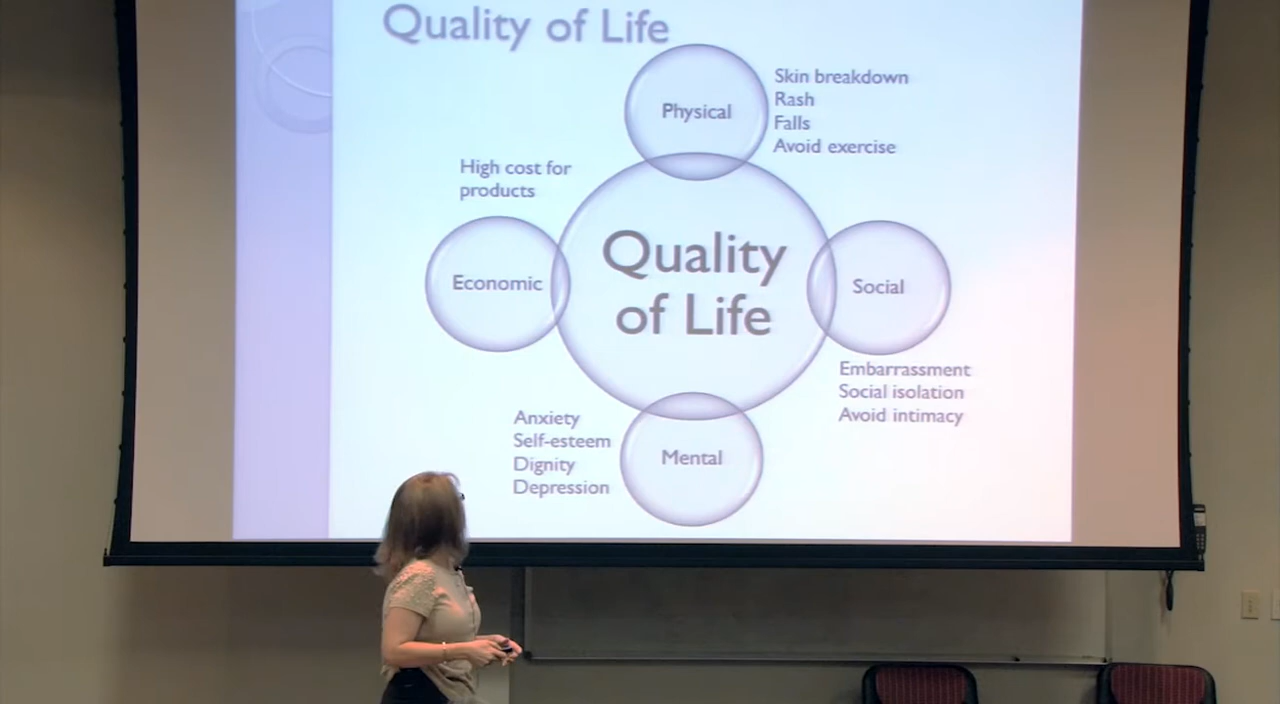 Quality of Life
Physical
Skin breakdown
Rash
Falls
Avoid exercise
High cost for
products
Economic
Quality
of Life
Social
Embarrassment
Social isolation
Avoid intimacy
Anxiety
Self-esteem
Dignity
Depression
Mental